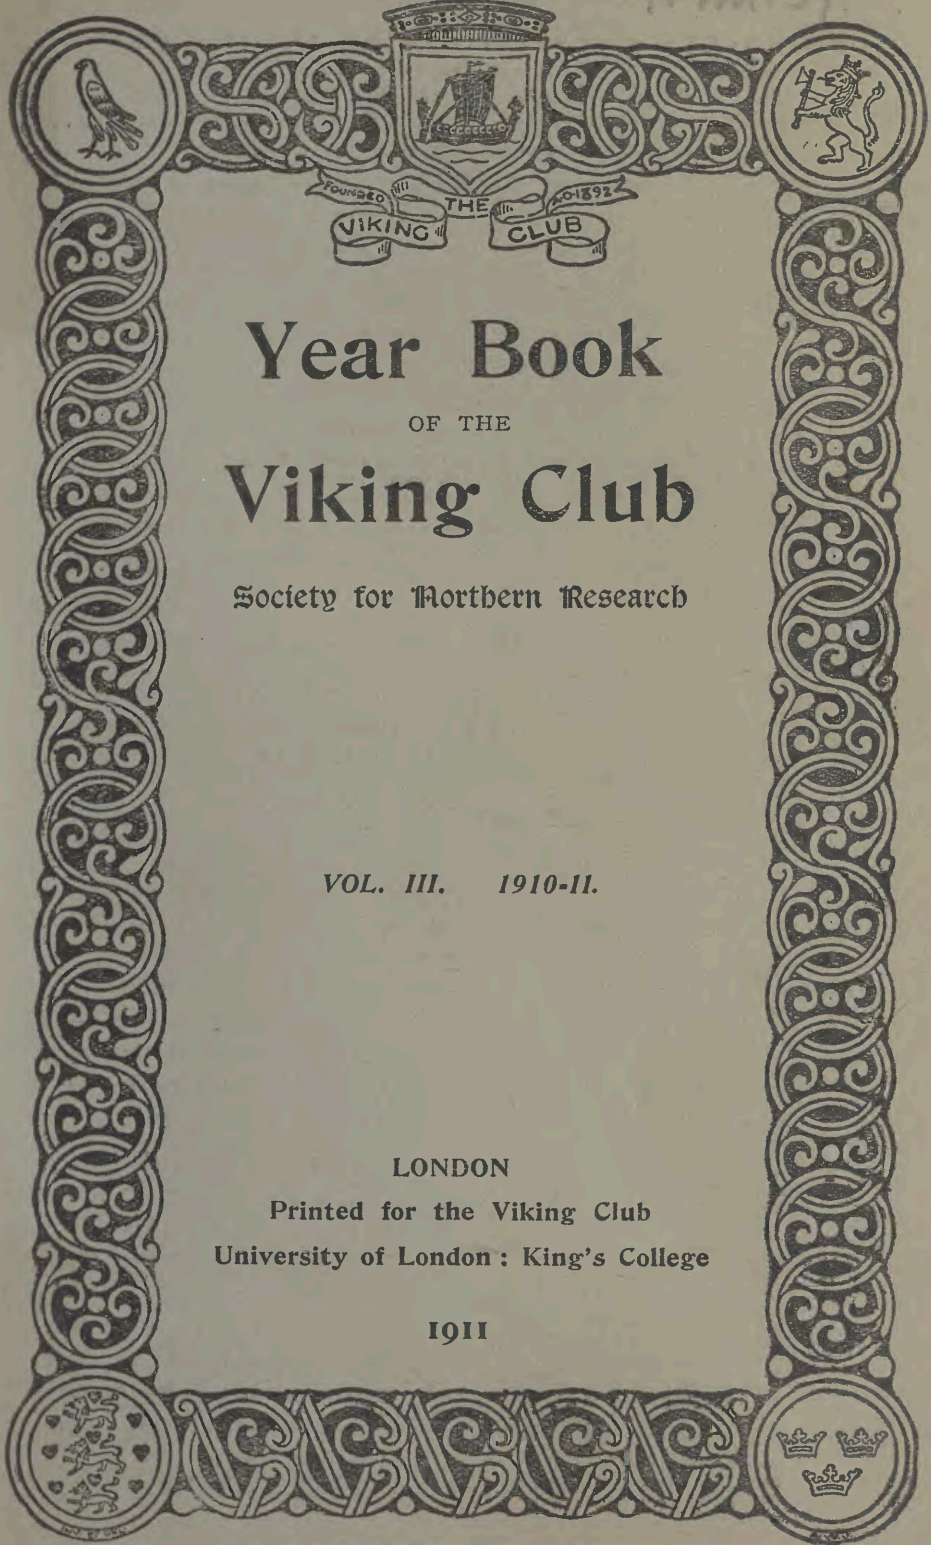 FOUNDED THE A.D. 1892
VIKING CLUB
Year Book
OF THE
Viking Club
Society for Northern Research
VOL. III. 1910-11.
LONDON
Printed for the Viking Club
University of London : King's College
1911